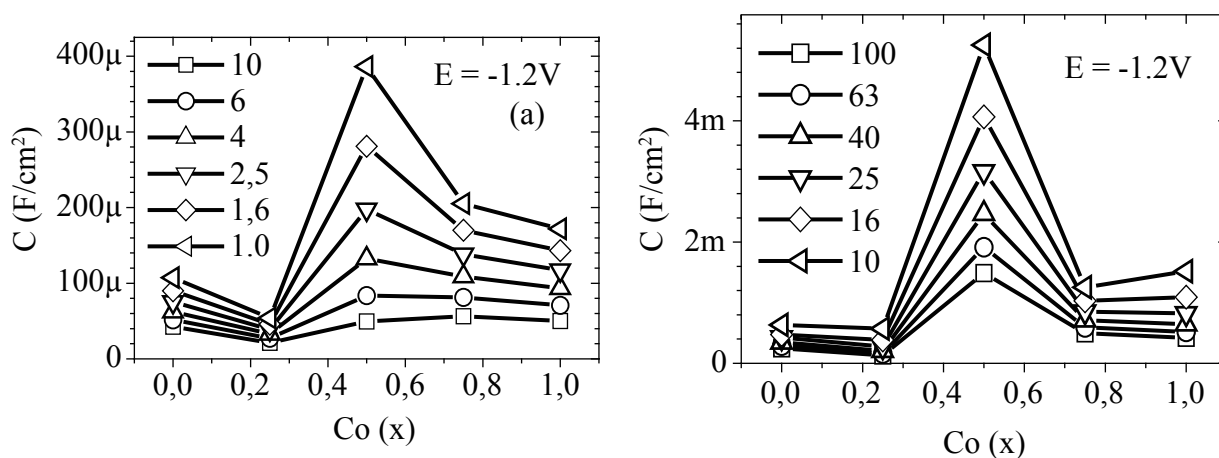 400µ
300µ
200µ
100µ
0
C (F/cm²)
10
6
4
2,5
1,6
1.0
E = -1.2V
(a)
0,0 0,2 0,4 0,6 0,8 1,0
Co (x)
4m
2m
0
C (F/cm²)
100
63
40
25
16
10
E = -1.2V
0,0 0,2 0,4 0,6 0,8 1,0
Co (x)